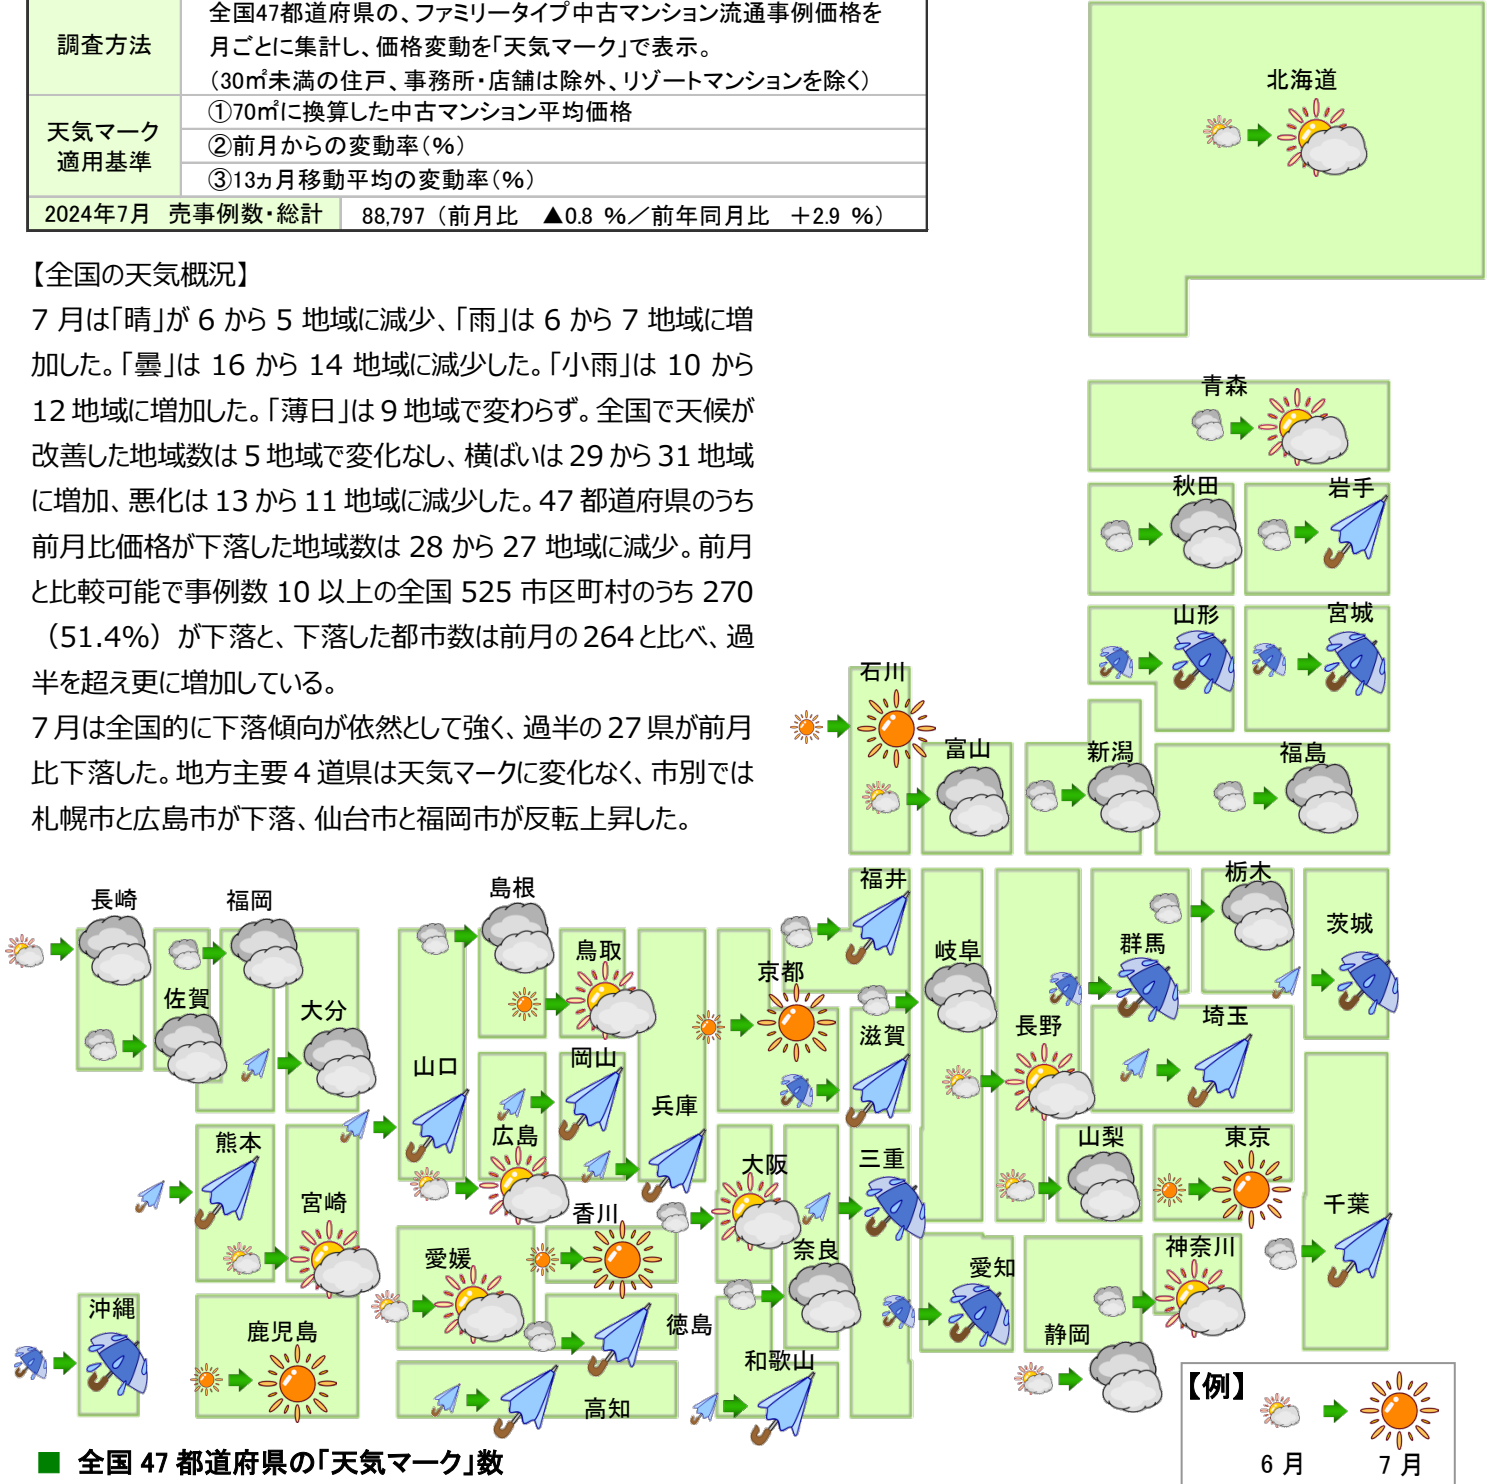 全国47都道府県の、ファミリータイプ中古マンション流通事例価格を
調査方法
月ごとに集計し、価格変動を｢天気マーク｣で表示。
（30㎡未満の住戸、事務所・店舗は除外、リゾートマンションを除く）
天気マーク
適用基準
①70㎡に換算した中古マンション平均価格
②前月からの変動率（％）
③13ヵ月移動平均の変動率（％）
2024年7月 売事例数・総計 88,797（前月比 ▲0.8 ％／前年同月比 ＋2.9 ％）
【全国の天気概況】
7 月は｢晴｣が 6 から 5 地域に減少、｢雨｣は 6 から 7 地域に増
加した。｢曇｣は 16 から 14 地域に減少した。｢小雨｣は 10 から
12 地域に増加した。｢薄日｣は 9 地域で変わらず。全国で天候が
改善した地域数は 5 地域で変化なし、横ばいは 29 から 31 地域
に増加、悪化は 13 から 11 地域に減少した。47 都道府県のうち
前月比価格が下落した地域数は 28 から 27 地域に減少。前月
と比較可能で事例数 10 以上の全国 525 市区町村のうち 270
（51.4%）が下落と、下落した都市数は前月の 264 と比べ、過
半を超え更に増加している。
7 月は全国的に下落傾向が依然として強く、過半の 27 県が前月
比下落した。地方主要 4 道県は天気マークに変化なく、市別では
札幌市と広島市が下落、仙台市と福岡市が反転上昇した。
北海道
青森
秋田
岩手
山形
宮城
石川
富山
新潟
福島
長崎
福岡
島根
福井
栃木
茨城
鳥取
京都
岐阜
群馬
佐賀
大分
山口
岡山
滋賀
長野
埼玉
兵庫
熊本
広島
大阪
三重
山梨
東京
千葉
宮崎
香川
愛媛
奈良
愛知
神奈川
沖縄
鹿児島
徳島
静岡
和歌山
高知
【例】
6 月
7 月
■ 全国 47 都道府県の｢天気マーク｣数